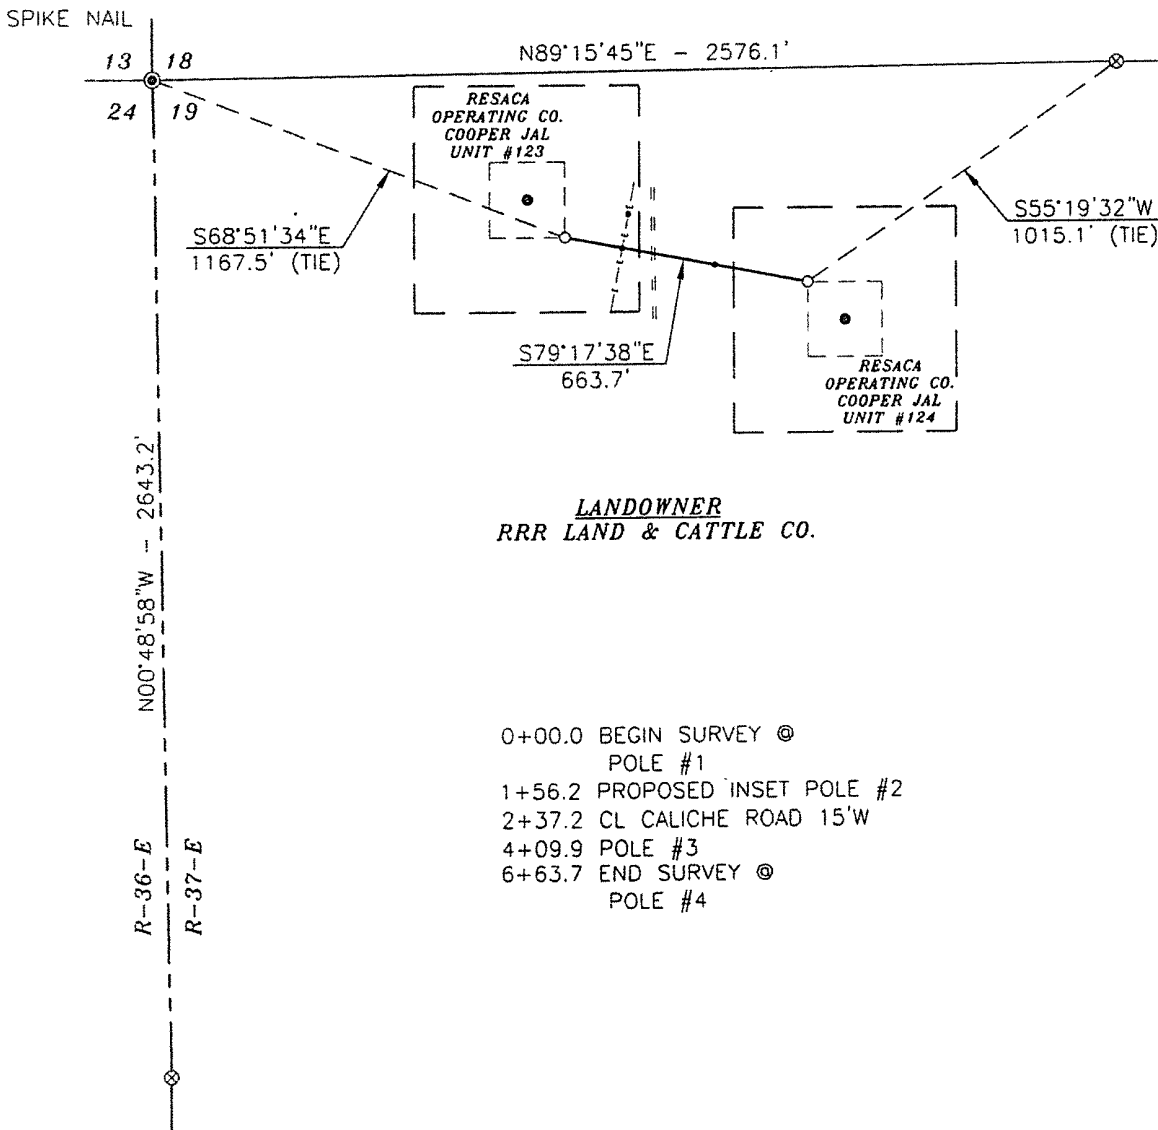 SPIKE NAIL
13 18
24 19
N89°15'45"E - 2576.1'
RESACA
OPERATING CO.
COOPER JAL
UNIT #123
S68°51'34"E
1167.5' (TIE)
S55°19'32"W
1015.1' (TIE)
S79°17'38"E
663.7'
RESACA
OPERATING CO.
COOPER JAL
UNIT #124
N00°48'58"W - 2643.2'
LANDOWNER
RRR LAND & CATTLE CO.
0+00.0 BEGIN SURVEY @
POLE #1
1+56.2 PROPOSED INSET POLE #2
2+37.2 CL CALICHE ROAD 15'W
4+09.9 POLE #3
6+63.7 END SURVEY @
POLE #4
R-36-E
R-37-E